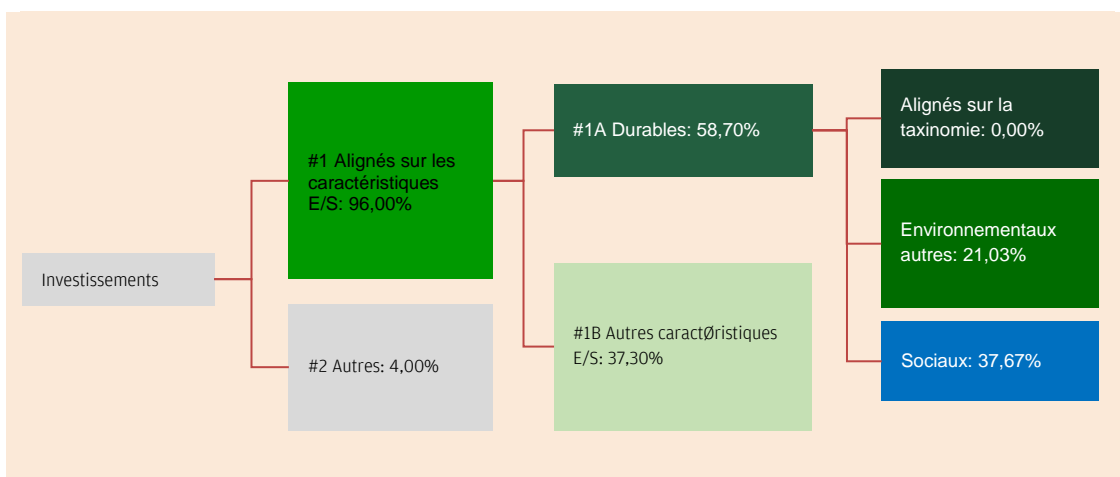 Investissements
#1 Alignés sur les
caractéristiques
E/S: 96,00%
#2 Autres: 4,00%
#1A Durables: 58,70%
#1B Autres caractØristiques
E/S: 37,30%
Alignés sur la
taxinomie: 0,00%
Environnementaux
autres: 21,03%
Sociaux: 37,67%